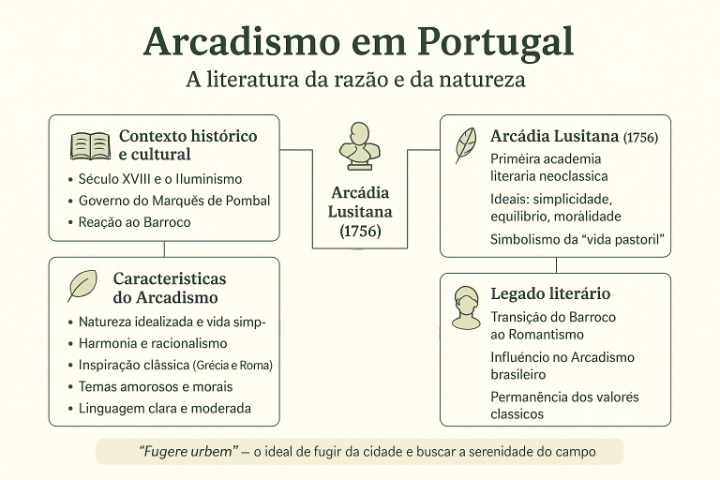 Arcadismo em Portugal
A literatura da razão e da natureza
Contexto histórico
e cultural
• Século XVIII e o Iluminismo
• Governo do Marquês de Pombal
• Reação ao Barroco
Caracteristicas
do Arcadismo
• Natureza idealizada e vida simp-
• Harmonia e racionalismo
• Inspiração clâssica (Grécia e Roma)
• Temas amorosos e morais
• Linguagem clara e moderada
Arcádia
Lusitana
(1756)
Arcádia Lusitana (1756)
Primėira academia
literaria neoclassica
Ideais: simplicidade,
equilibrio, morálidade
Simbolismo da “vida pastoril”
Legado literário
Transição do Barroco
ao Romantismo
Influéncio no Arcadismo
brasileiro
Permanência dos valorés
classicos
“Fugere urbem” – o ideal de fugir da cidade e buscar a serenidade do campo